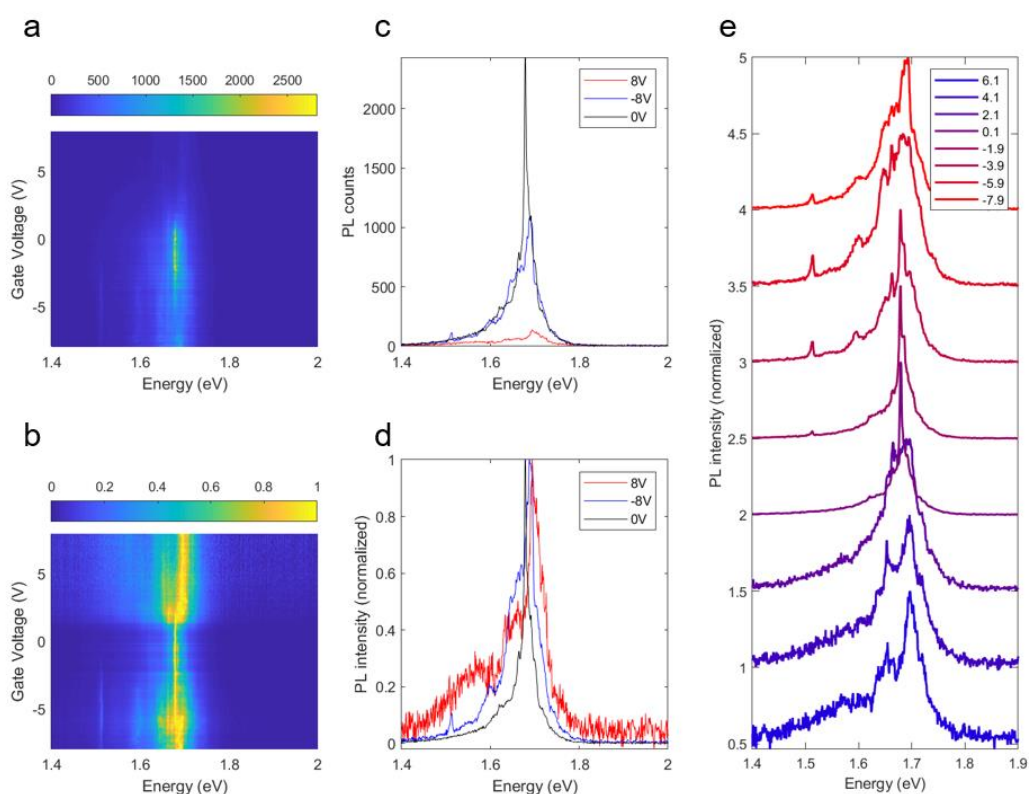 a
0 500 1000 1500 2000 2500
5
0
-5
Gate Voltage (V)
1.4 1.6 1.8 2
Energy (eV)
b
0 0.2 0.4 0.6 0.8 1
5
0
-5
Gate Voltage (V)
1.4 1.6 1.8 2
Energy (eV)
c
2000
1500
1000
500
0
PL counts
8V
-8V
0V
1.4 1.6 1.8 2
Energy (eV)
d
1
0.8
0.6
0.4
0.2
0
PL intensity (normalized)
8V
-8V
0V
1.4 1.6 1.8 2
Energy (eV)
e
5
4.5
4
3.5
3
2.5
2
1.5
1
0.5
PL intensity (normalized)
6.1
4.1
2.1
0.1
-1.9
-3.9
-5.9
-7.9
1.4 1.5 1.6 1.7 1.8 1.9
Energy (eV)